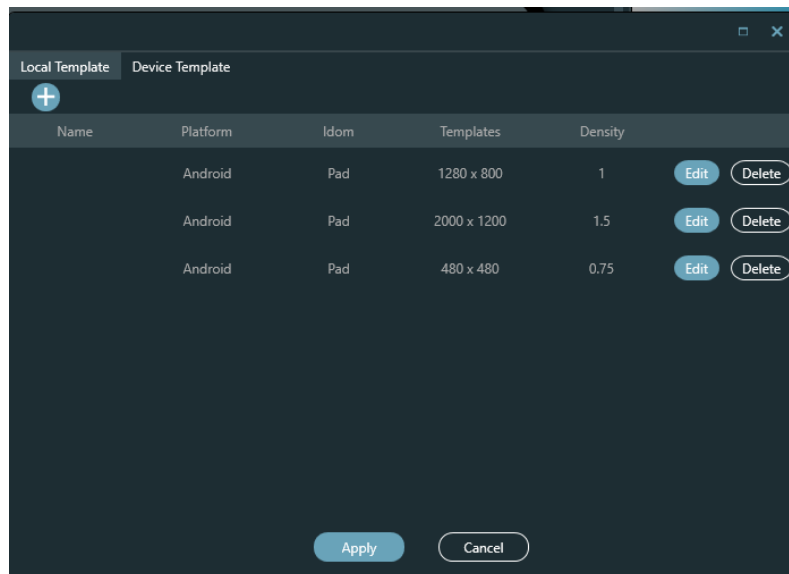 Local Template Device Template
Name Platform Idom Templates Density
Android Pad 1280 x 800 1 Edit Delete
Android Pad 2000 x 1200 1.5 Edit Delete
Android Pad 480 x 480 0.75 Edit Delete
Apply Cancel